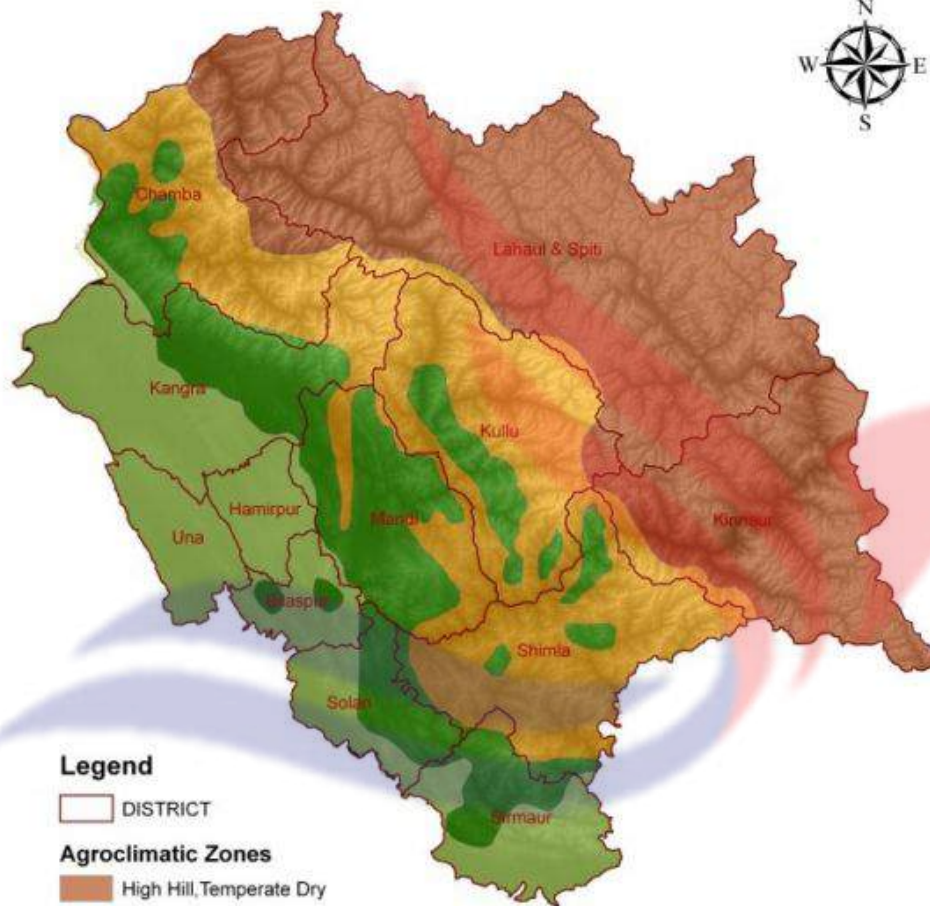 N
W E
S
Chamba
Lahaul & Spiti
Kangra
Kullu
Hamirpur
Mandi
Una
Kinnaur
Bilaspur
Shimla
Solan
Sirmaur
Legend
DISTRICT
Agroclimatic Zones
High Hill,Temperate Dry